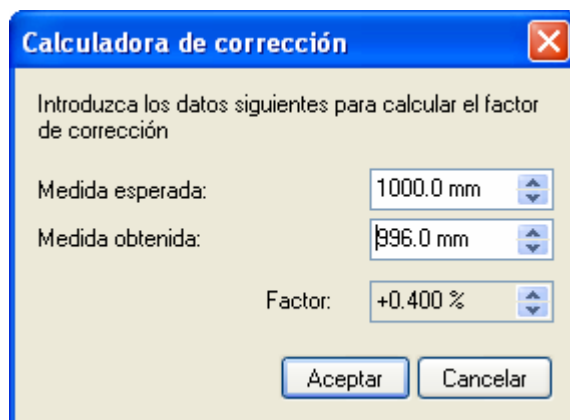 Calculadora de corrección
Introduzca los datos siguientes para calcular el factor
de corrección
Medida esperada: 1000.0 mm
Medida obtenida: 996.0 mm
Factor: +0.400 %
Aceptar Cancelar